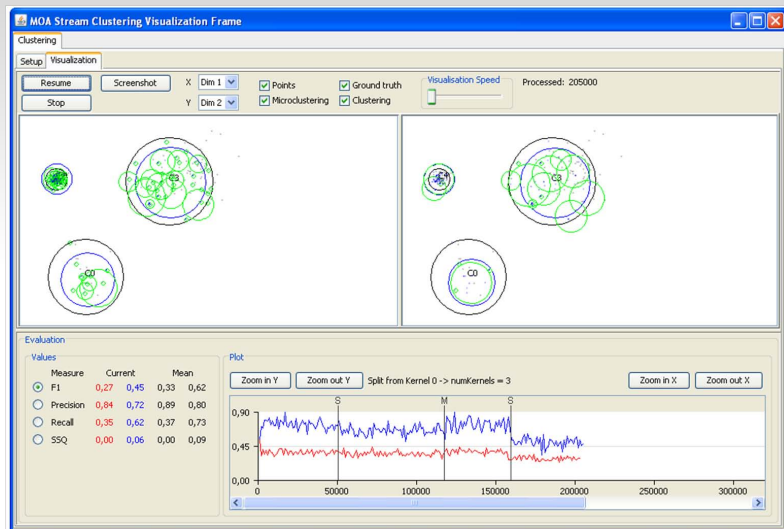 MOA Stream Clustering Visualization Frame
Clustering
Setup Visualization
Resume Screenshot X Dim 1 Points Ground truth Visualisation Speed Processed: 205000
Stop Y Dim 2 Microclustering Clustering
C3 C3
C0 C0
Evaluation
Values Plot
Measure Current Mean
Zoom in Y Zoom out Y Split from Kernel 0 -> numKernels = 3 Zoom in X Zoom out X
F1 0,27 0,45 0,33 0,62
Precision 0,84 0,72 0,89 0,80
Recall 0,35 0,62 0,37 0,73
SSQ 0,00 0,06 0,00 0,09
S M S
0,90
0,45
0,00
0 50000 100000 150000 200000 250000 300000